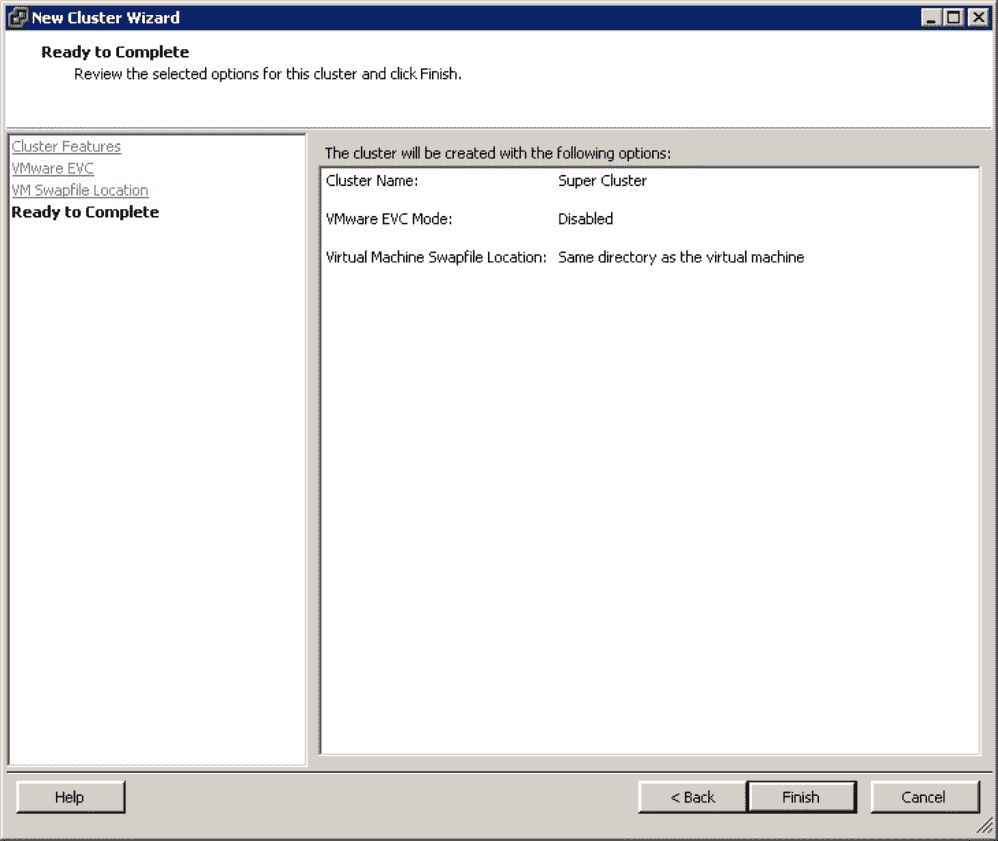 New Cluster Wizard
Ready to Complete
Review the selected options for this cluster and click Finish.
Cluster Features
VMware EVC
VM Swapfile Location
Ready to Complete
The cluster will be created with the following options:
Cluster Name: Super Cluster
VMware EVC Mode: Disabled
Virtual Machine Swapfile Location: Same directory as the virtual machine
Help
< Back
Finish
Cancel